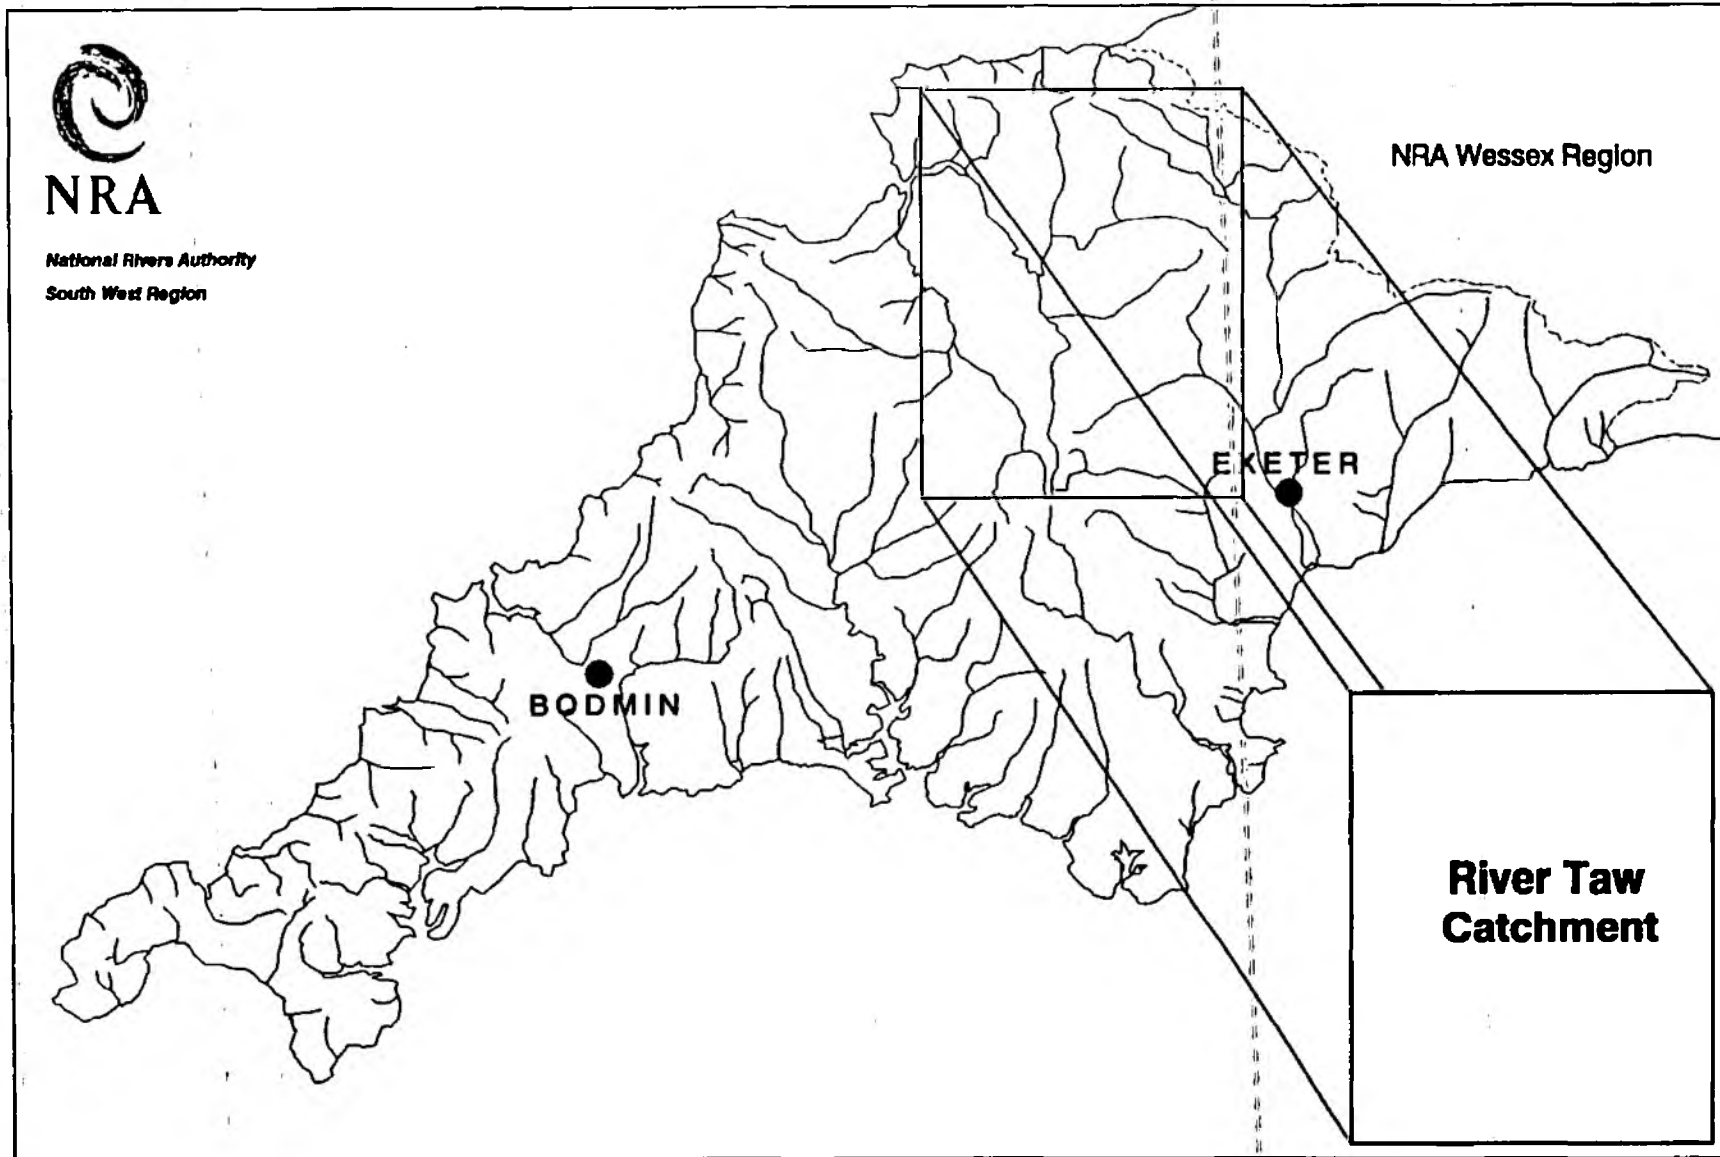 NRA
National Rivers Authority
South West Region
NRA Wessex Region
EXETER
BODMIN
River Taw
Catchment